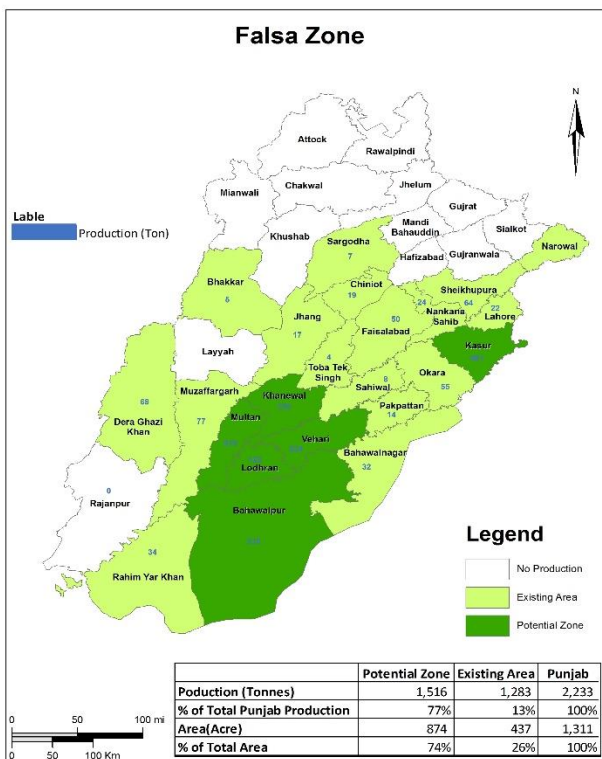 Falsa Zone
N
Attock
Rawalpindi
Mianwali
Chakwal
Jhelum
Gujrat
Lable
Production (Ton)
Khushab
Mandi
Bahauddin
Sialkot
Sargodha
7
Hafizabad
Gujranwala
Narowal
Bhakkar
5
Chiniot
19
Sheikhupura
64
Jhang
17
Faisalabad
50
24
Nankana
Sahib
22
Lahore
Layyah
4
Toba Tek
Singh
Kasur
Okara
55
Sahiwal
8
Muzaffargarh
77
Khanewal
Pakpattan
14
68
Dera Ghazi
Khan
Multan
Vehari
Bahawalnagar
32
Lodhran
0
Rajanpur
Bahawalpur
34
Rahim Yar Khan
Legend
No Production
Existing Area
Potential Zone
Potential Zone Existing Area Punjab
Poduction (Tonnes) 1,516 1,283 2,233
% of Total Punjab Production 77% 13% 100%
Area(Acre) 874 437 1,311
% of Total Area 74% 26% 100%
0 50 100 mi
0 50 100 Km